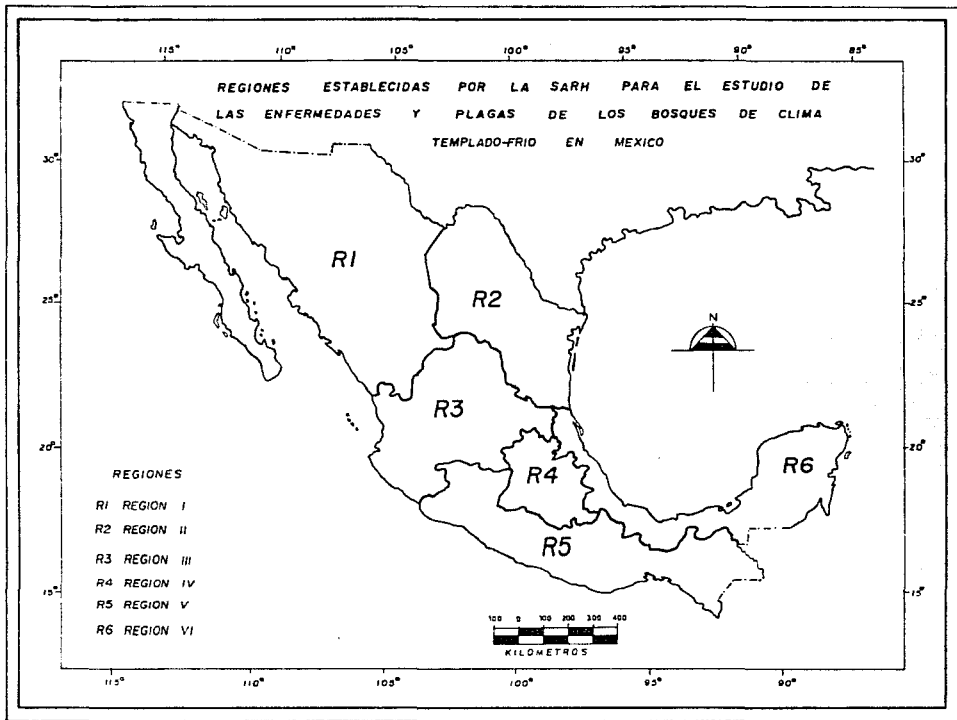 115° 110° 105° 100° 95° 90° 85°
REGIONES ESTABLECIDAS POR LA SARH PARA EL ESTUDIO DE
LAS ENFERMEDADES Y PLAGAS DE LOS BOSQUES DE CLIMA
TEMPLADO-FRIO EN MEXICO
30° 30°
R1
R2
25° 25°
N
R3
20° 20°
R4
R6
R5
REGIONES
R1 REGION I
R2 REGION II
R3 REGION III
R4 REGION IV
R5 REGION V
R6 REGION VI
15° 15°
100 0 100 200 300 400
KILOMETROS
115° 110° 105° 100° 95° 90°